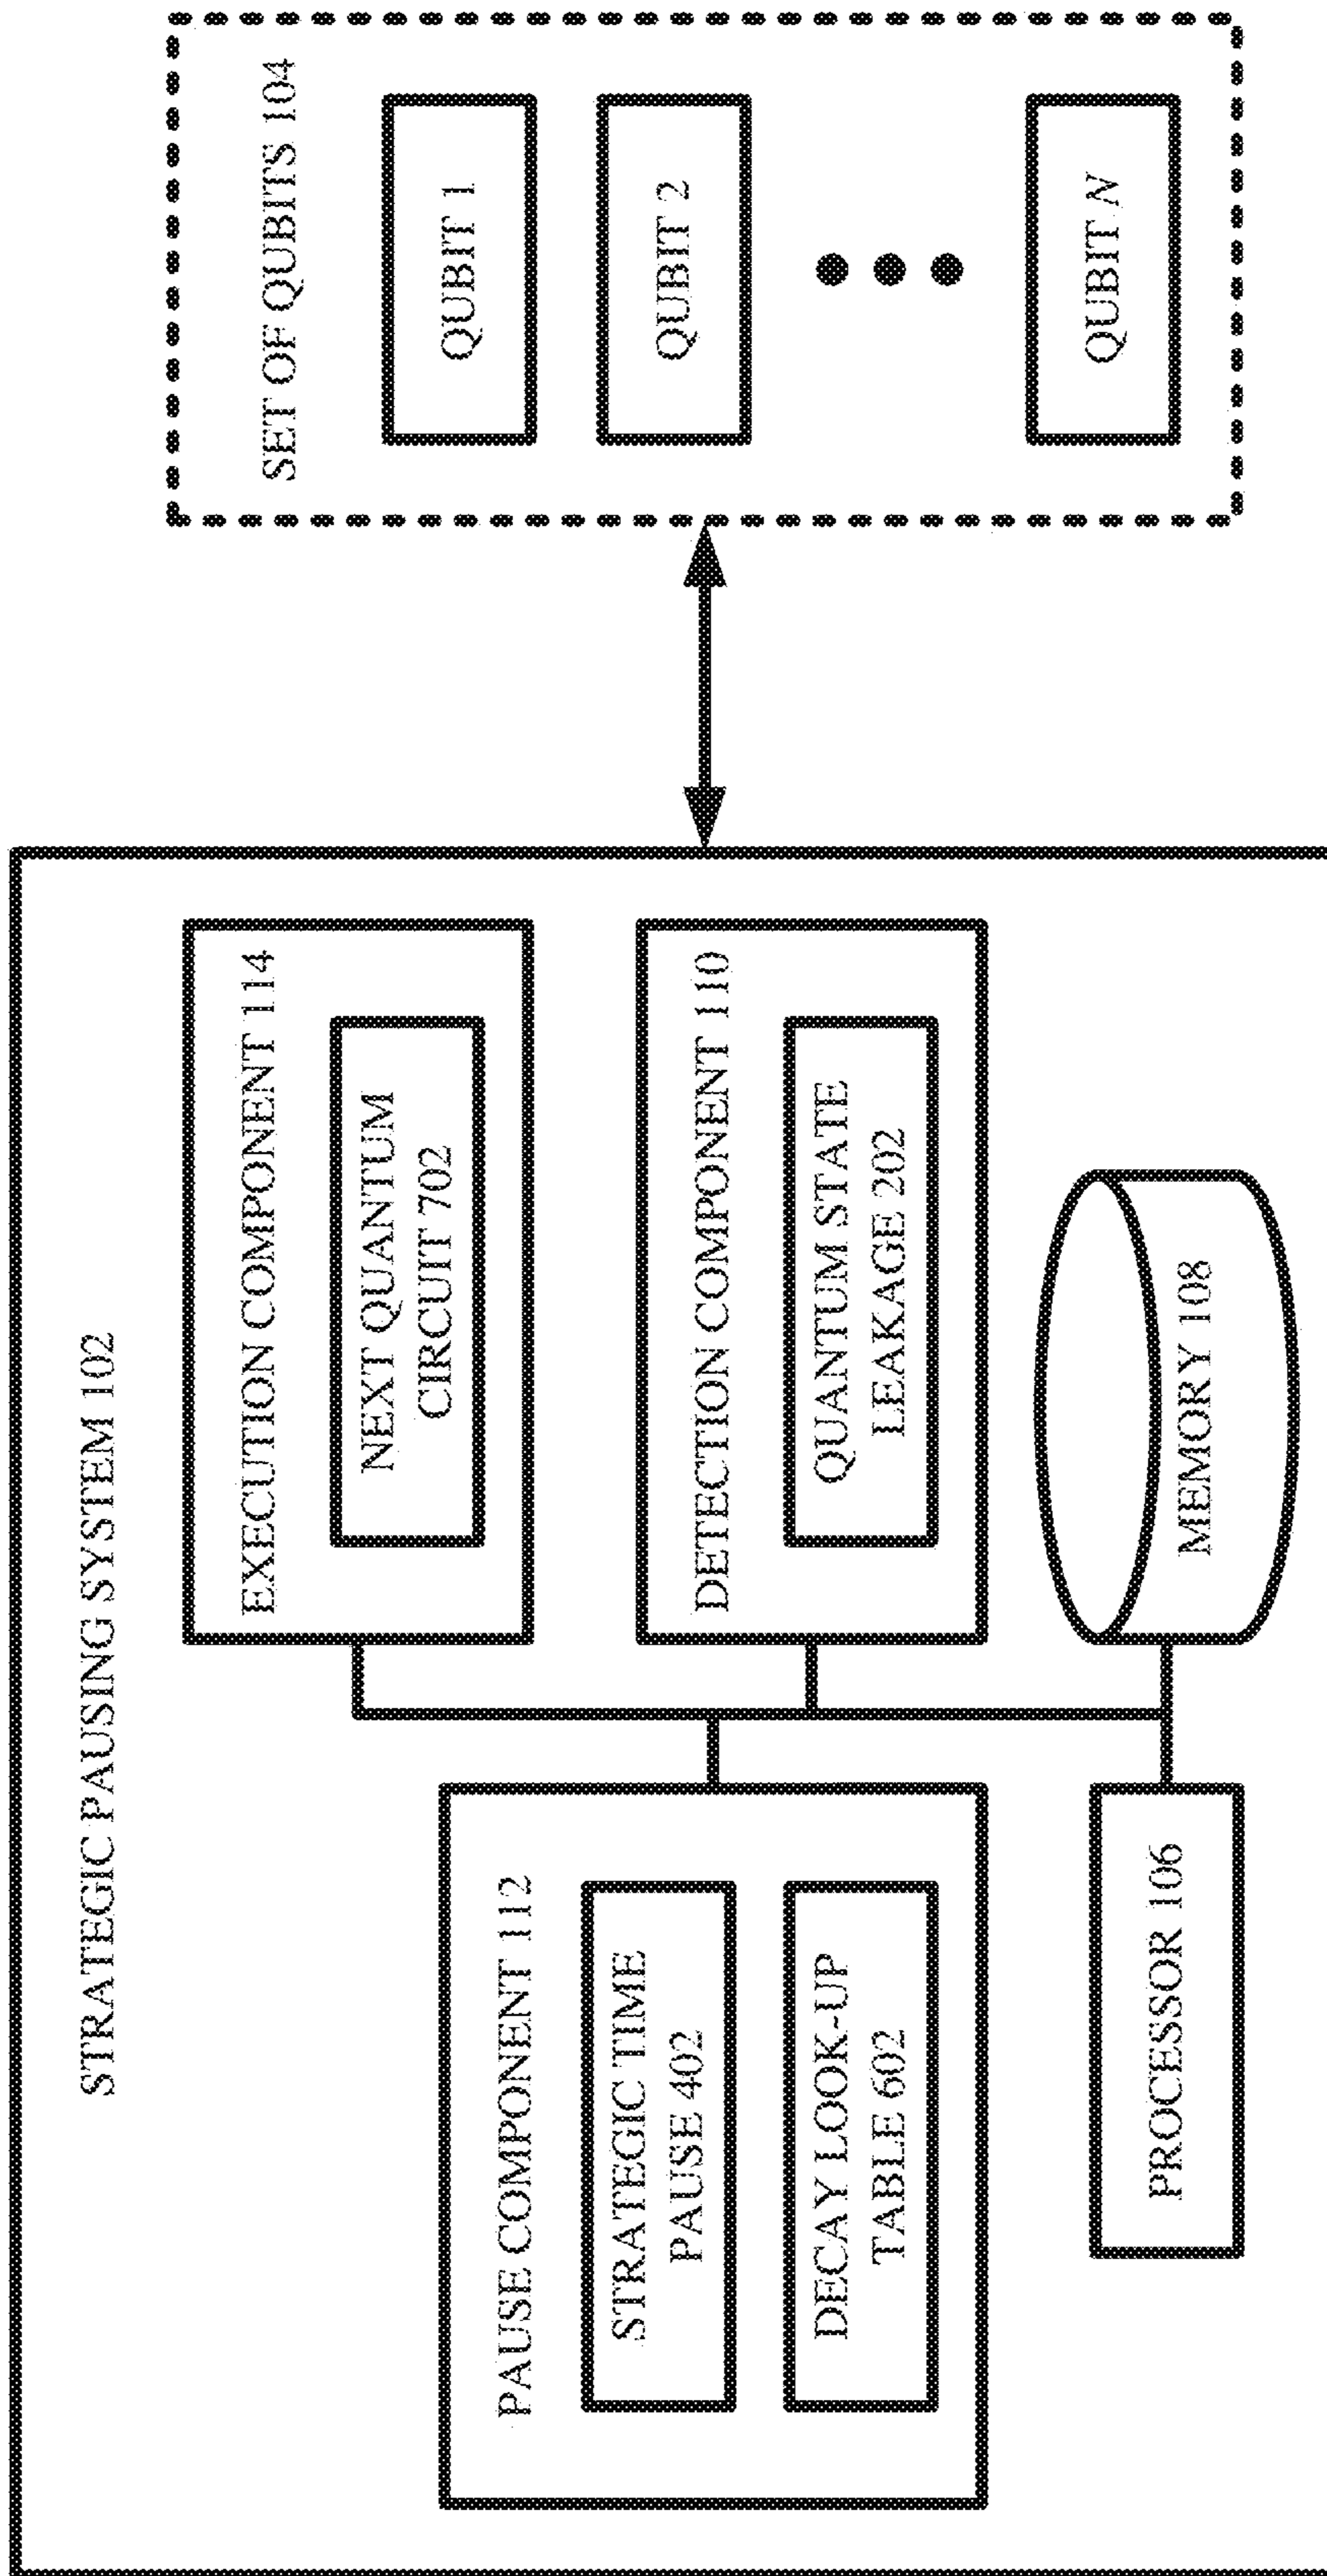 STRATEGIC PAUSING SYSTEM 102
PAUSE COMPONENT 112
STRATEGIC TIME
PAUSE 402
DECAY LOOK-UP
TABLE 602
PROCESSOR 106
EXECUTION COMPONENT 114
NEXT QUANTUM
CIRCUIT 702
DETECTION COMPONENT 110
QUANTUM STATE
LEAKAGE 202
MEMORY 108
SET OF QUBITS 104
QUBIT 1
QUBIT 2
QUBIT N